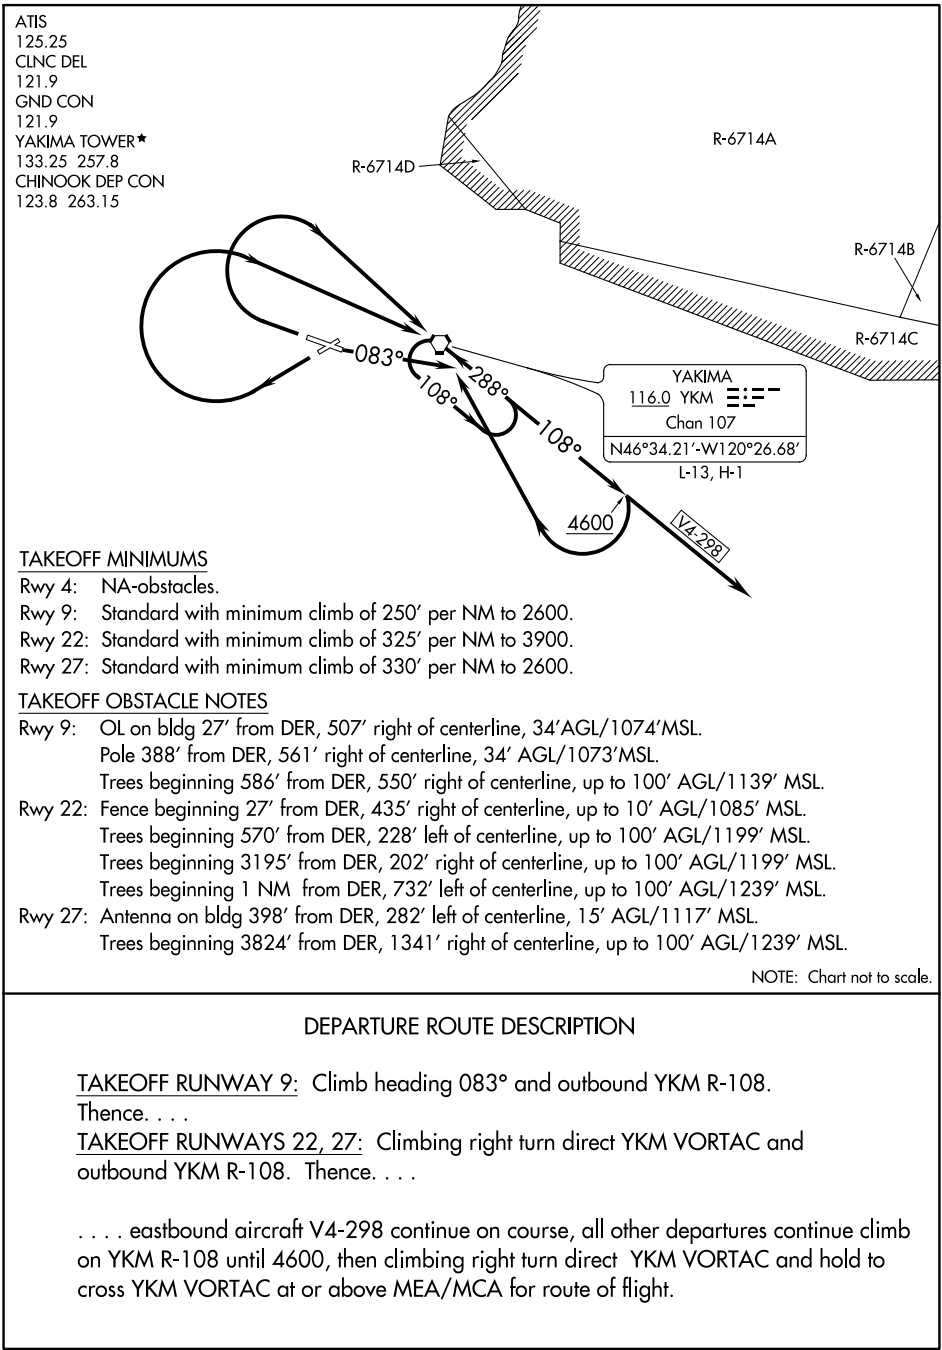 ATIS
125.25
CLNC DEL
121.9
GND CON
121.9
YAKIMA TOWER★
133.25 257.8
CHINOOK DEP CON
123.8 263.15
R-6714D
R-6714A
R-6714B
R-6714C
083°
108°
288°
108°
4600
V4-298
YAKIMA
116.0 YKM
Chan 107
N46°34.21′-W120°26.68′
L-13, H-1
TAKEOFF MINIMUMS
Rwy 4: NA-obstacles.
Rwy 9: Standard with minimum climb of 250′ per NM to 2600.
Rwy 22: Standard with minimum climb of 325′ per NM to 3900.
Rwy 27: Standard with minimum climb of 330′ per NM to 2600.
TAKEOFF OBSTACLE NOTES
Rwy 9: OL on bldg 27′ from DER, 507′ right of centerline, 34′AGL/1074′MSL.
Pole 388′ from DER, 561′ right of centerline, 34′ AGL/1073′MSL.
Trees beginning 586′ from DER, 550′ right of centerline, up to 100′ AGL/1139′ MSL.
Rwy 22: Fence beginning 27′ from DER, 435′ right of centerline, up to 10′ AGL/1085′ MSL.
Trees beginning 570′ from DER, 228′ left of centerline, up to 100′ AGL/1199′ MSL.
Trees beginning 3195′ from DER, 202′ right of centerline, up to 100′ AGL/1199′ MSL.
Trees beginning 1 NM from DER, 732′ left of centerline, up to 100′ AGL/1239′ MSL.
Rwy 27: Antenna on bldg 398′ from DER, 282′ left of centerline, 15′ AGL/1117′ MSL.
Trees beginning 3824′ from DER, 1341′ right of centerline, up to 100′ AGL/1239′ MSL.
NOTE: Chart not to scale.
DEPARTURE ROUTE DESCRIPTION
TAKEOFF RUNWAY 9: Climb heading 083° and outbound YKM R-108.
Thence. . . .
TAKEOFF RUNWAYS 22, 27: Climbing right turn direct YKM VORTAC and
outbound YKM R-108. Thence. . . .
. . . . eastbound aircraft V4-298 continue on course, all other departures continue climb
on YKM R-108 until 4600, then climbing right turn direct YKM VORTAC and hold to
cross YKM VORTAC at or above MEA/MCA for route of flight.